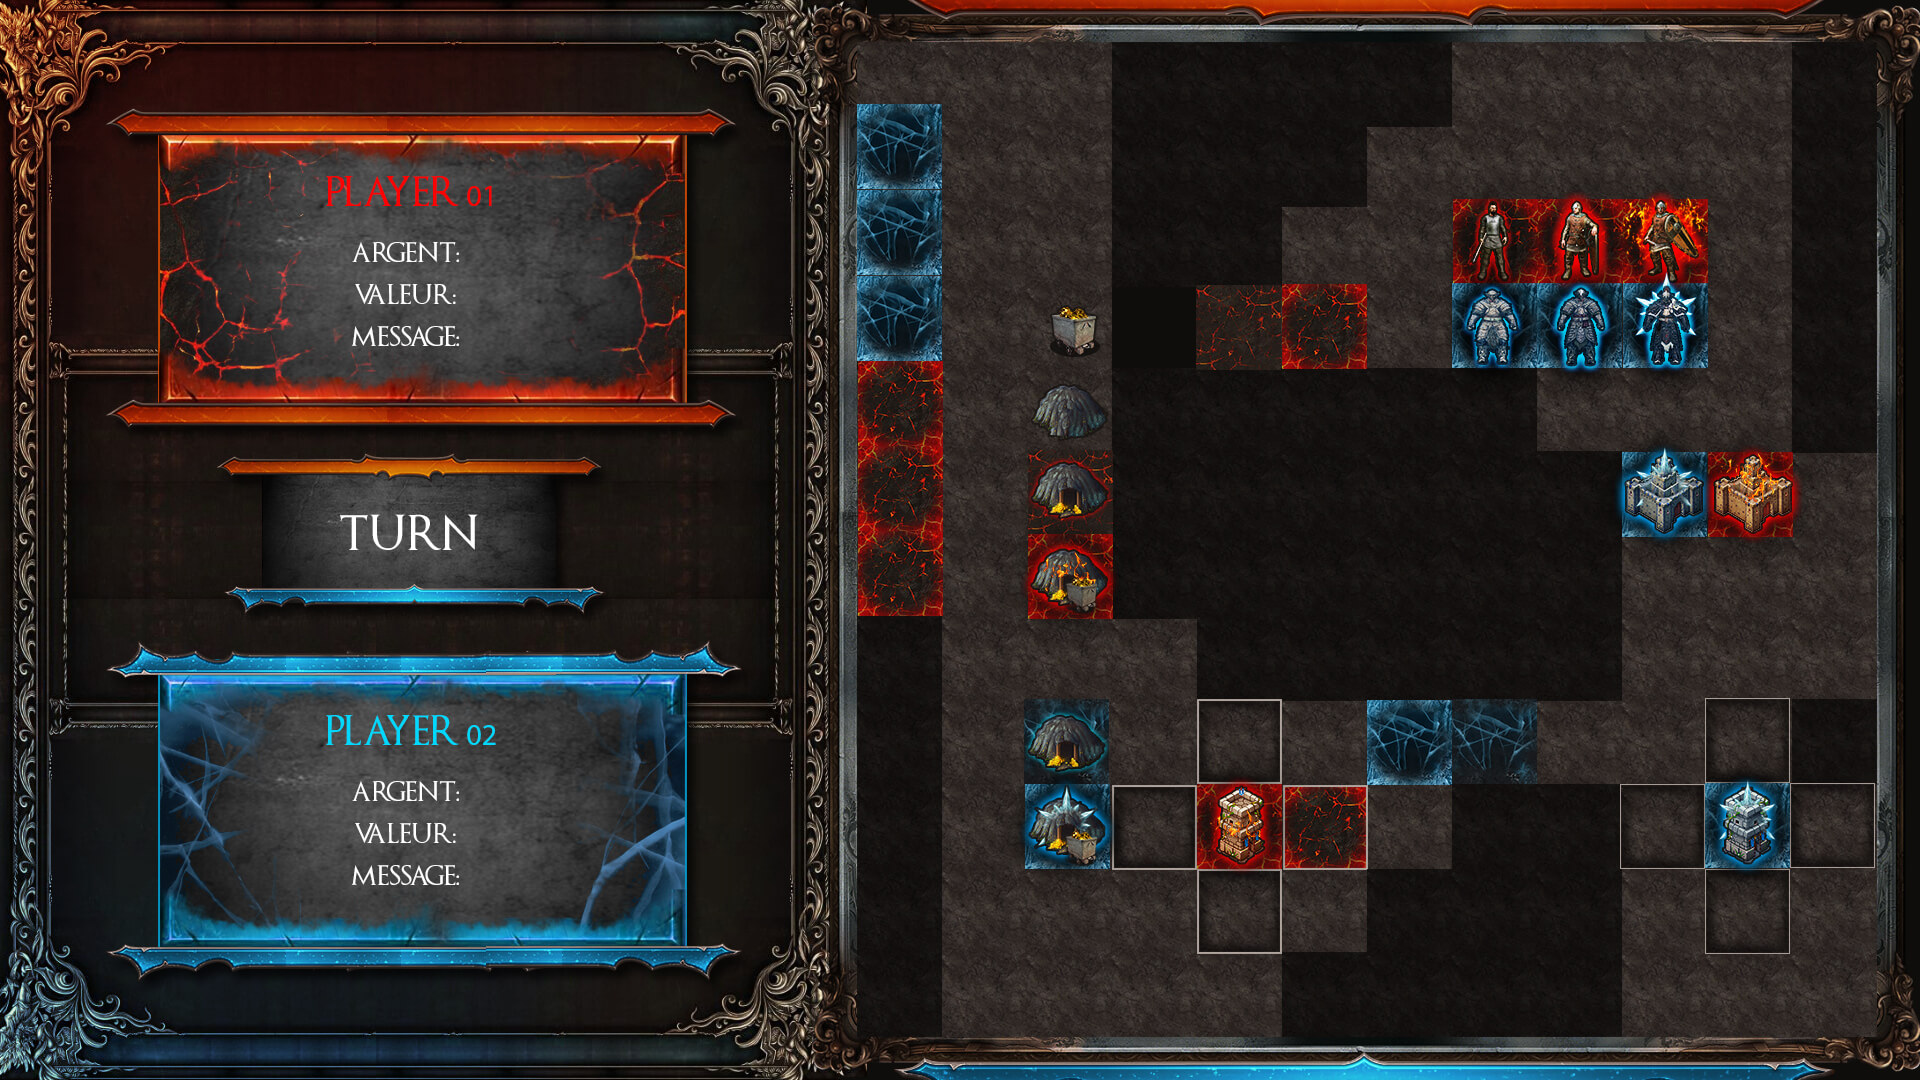 PLAYER 01
ARGENT:
VALEUR:
MESSAGE:
TURN
PLAYER 02
ARGENT:
VALEUR:
MESSAGE: